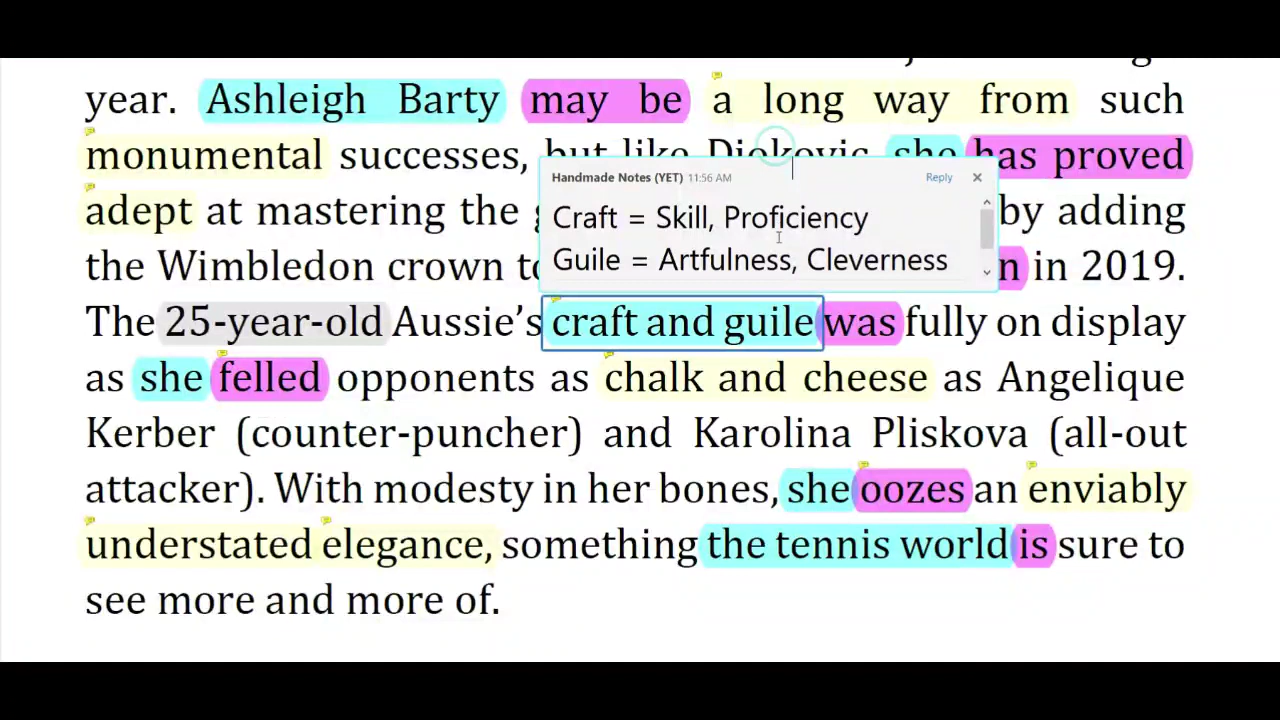 year. Ashleigh Barty may be a long way from such
monumental successes, but like Djokovic, she has proved
Handmade Notes (YET) 11:56 AM Reply
adept at mastering the by adding
Craft = Skill, Proficiency
the Wimbledon crown in 2019.
Guile = Artfulness, Cleverness
The 25-year-old Aussie's craft and guile was fully on display
as she felled opponents as chalk and cheese as Angelique
Kerber (counter-puncher) and Karolina Pliskova (all-out
attacker). With modesty in her bones, she oozes an enviably
understated elegance, something the tennis world is sure to
see more and more of.